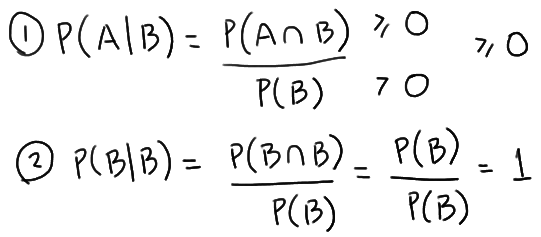 ① P(A|B) = P(A∩B) / P(B) ≥ 0 / > 0 ≥ 0
② P(B|B) = P(B∩B) / P(B) = P(B) / P(B) = 1